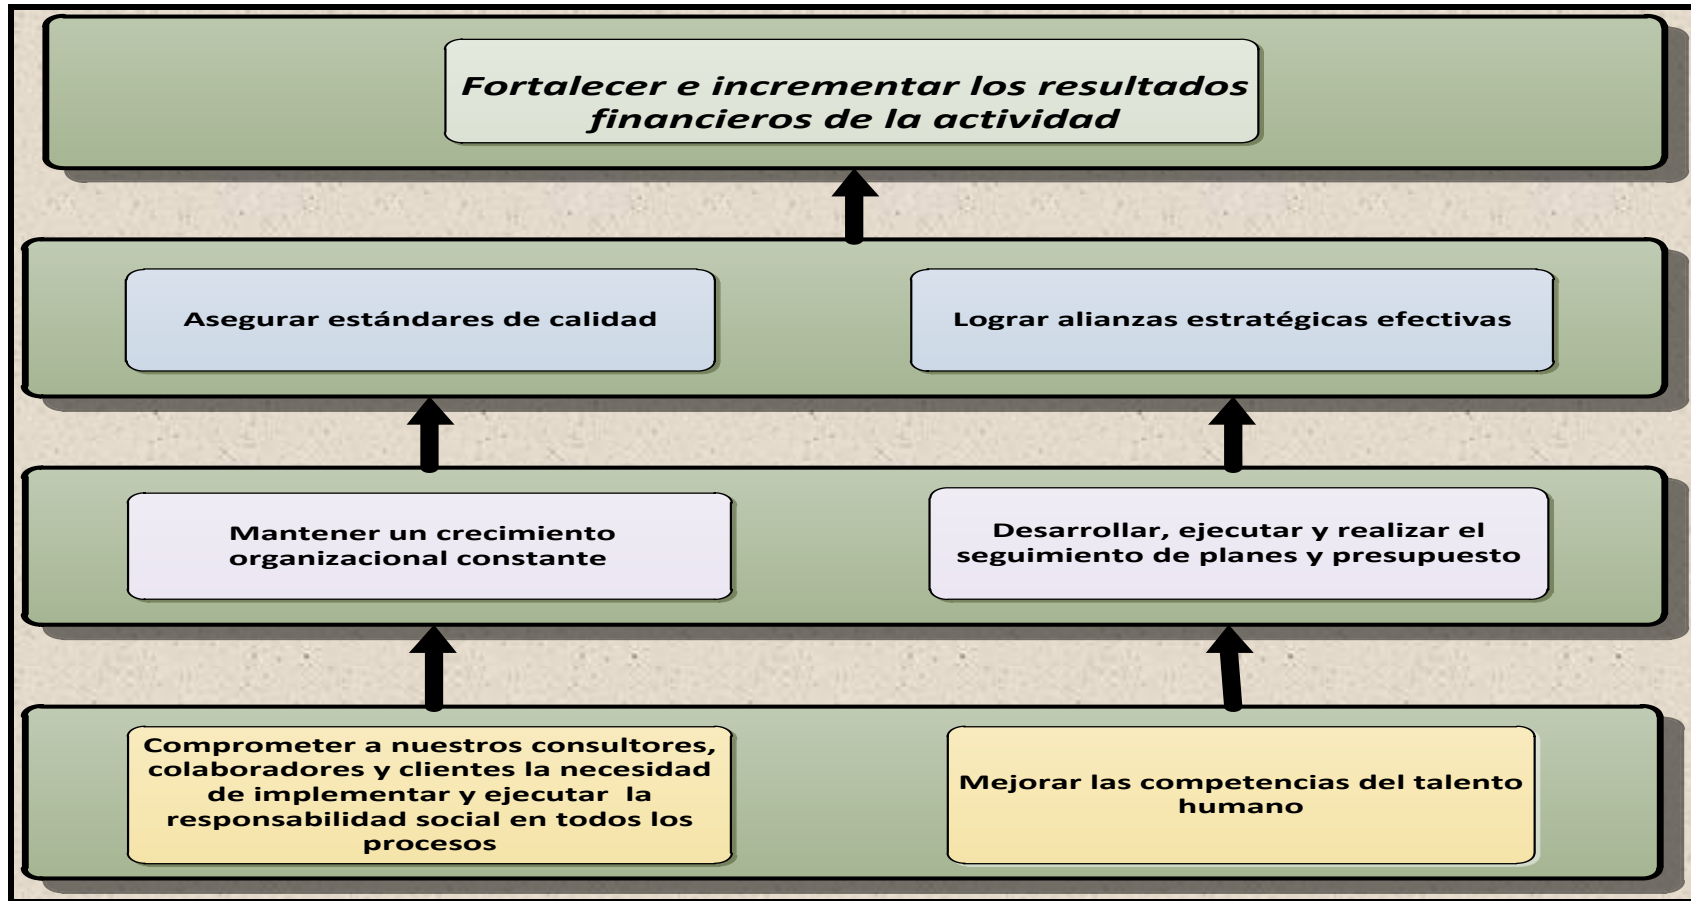 Fortalecer e incrementar los resultados
financieros de la actividad
Asegurar estándares de calidad
Lograr alianzas estratégicas efectivas
Mantener un crecimiento
organizacional constante
Desarrollar, ejecutar y realizar el
seguimiento de planes y presupuesto
Comprometer a nuestros consultores,
colaboradores y clientes la necesidad
de implementar y ejecutar la
responsabilidad social en todos los
procesos
Mejorar las competencias del talento
humano